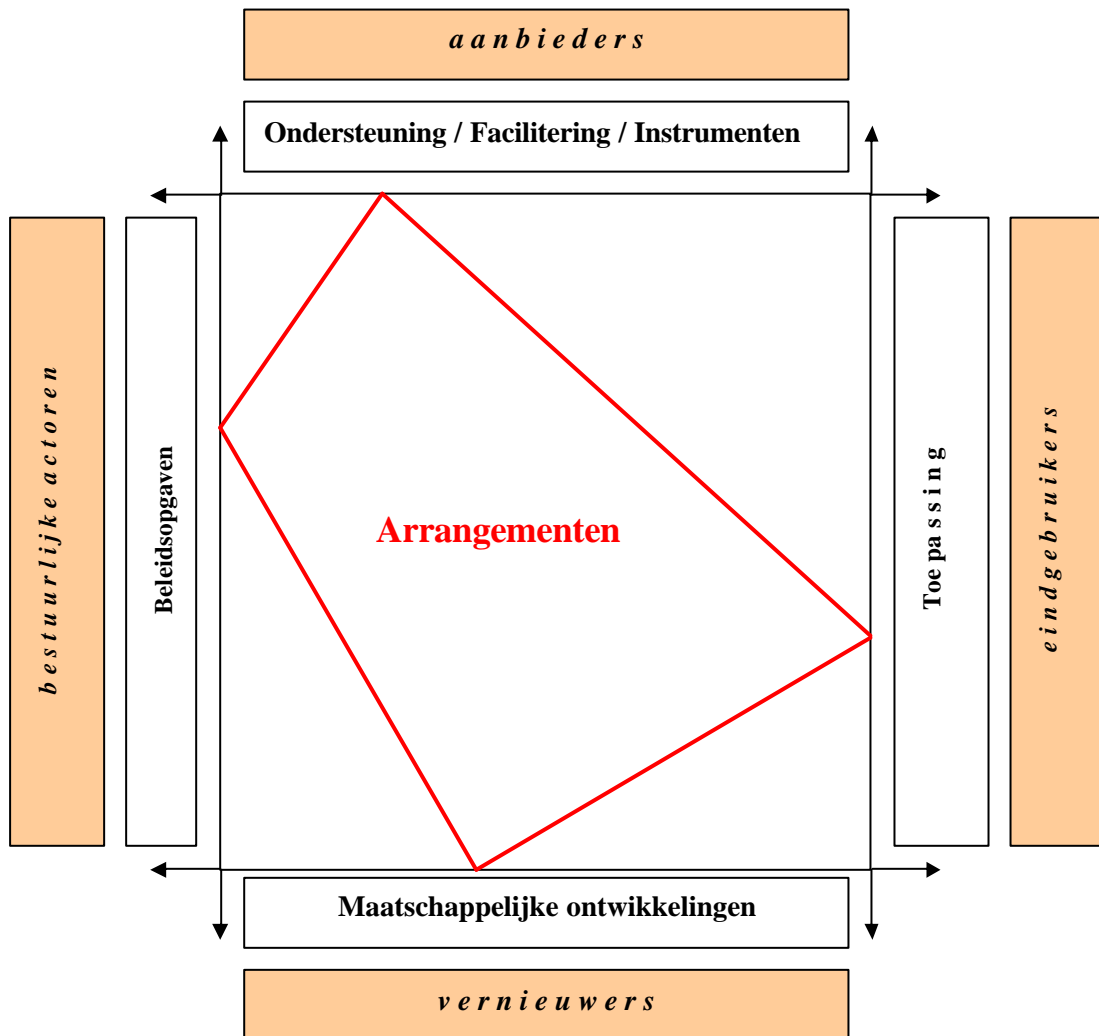 aanbieders
Ondersteuning / Facilitering / Instrumenten
bestuurlijke actoren
Beleidsopgaven
Arrangementen
Toepassing
eindgebruikers
Maatschappelijke ontwikkelingen
vernieuwers